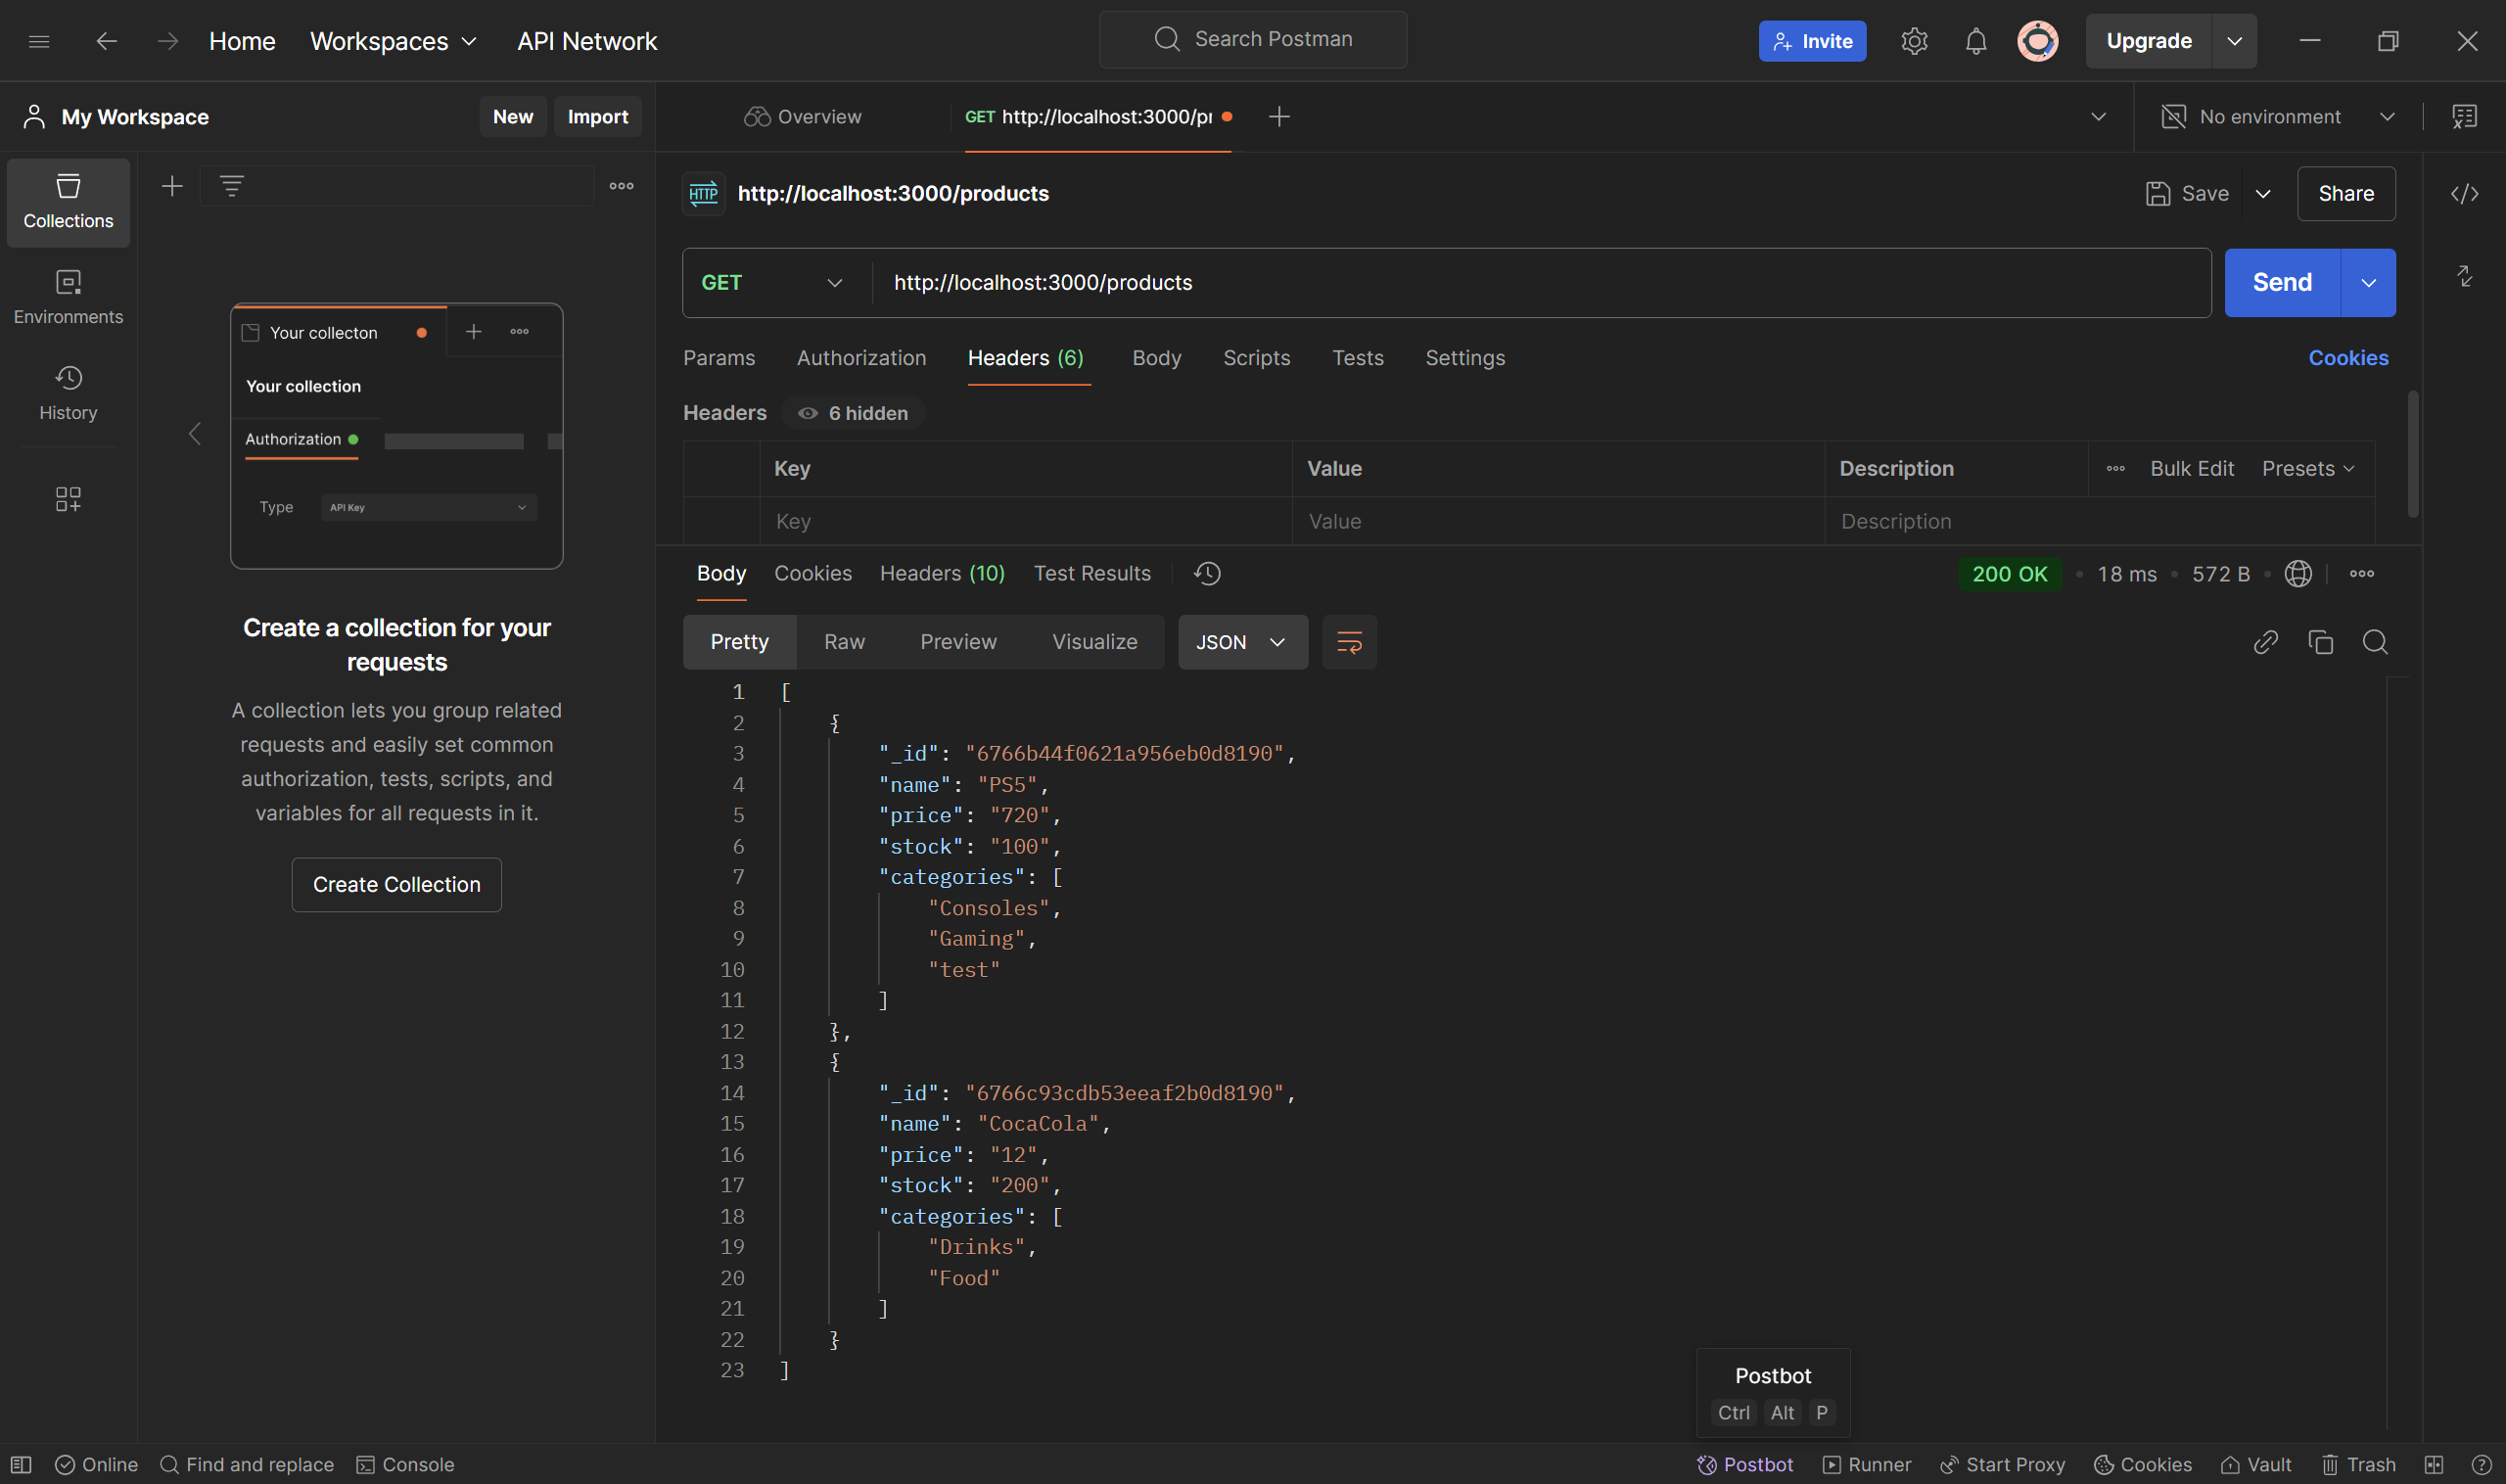 Home Workspaces API Network Search Postman Invite Upgrade
My Workspace New Import Overview GET http://localhost:3000/pr No environment
Collections
Environments
History
Your collecton
Your collection
Authorization
Type API Key
Create a collection for your
requests
A collection lets you group related
requests and easily set common
authorization, tests, scripts, and
variables for all requests in it.
Create Collection
HTTP http://localhost:3000/products Save Share
GET http://localhost:3000/products Send
Params Authorization Headers (6) Body Scripts Tests Settings Cookies
Headers 6 hidden
Key Value Description Bulk Edit Presets
Key Value Description
Body Cookies Headers (10) Test Results 200 OK 18 ms 572 B
Pretty Raw Preview Visualize JSON
1 [
2 {
3 "_id": "6766b44f0621a956eb0d8190",
4 "name": "PS5",
5 "price": "720",
6 "stock": "100",
7 "categories": [
8 "Consoles",
9 "Gaming",
10 "test"
11 ]
12 },
13 {
14 "_id": "6766c93cdb53eeaf2b0d8190",
15 "name": "CocaCola",
16 "price": "12",
17 "stock": "200",
18 "categories": [
19 "Drinks",
20 "Food"
21 ]
22 }
23 ]
Postbot
Ctrl Alt P
Online Find and replace Console Postbot Runner Start Proxy Cookies Vault Trash